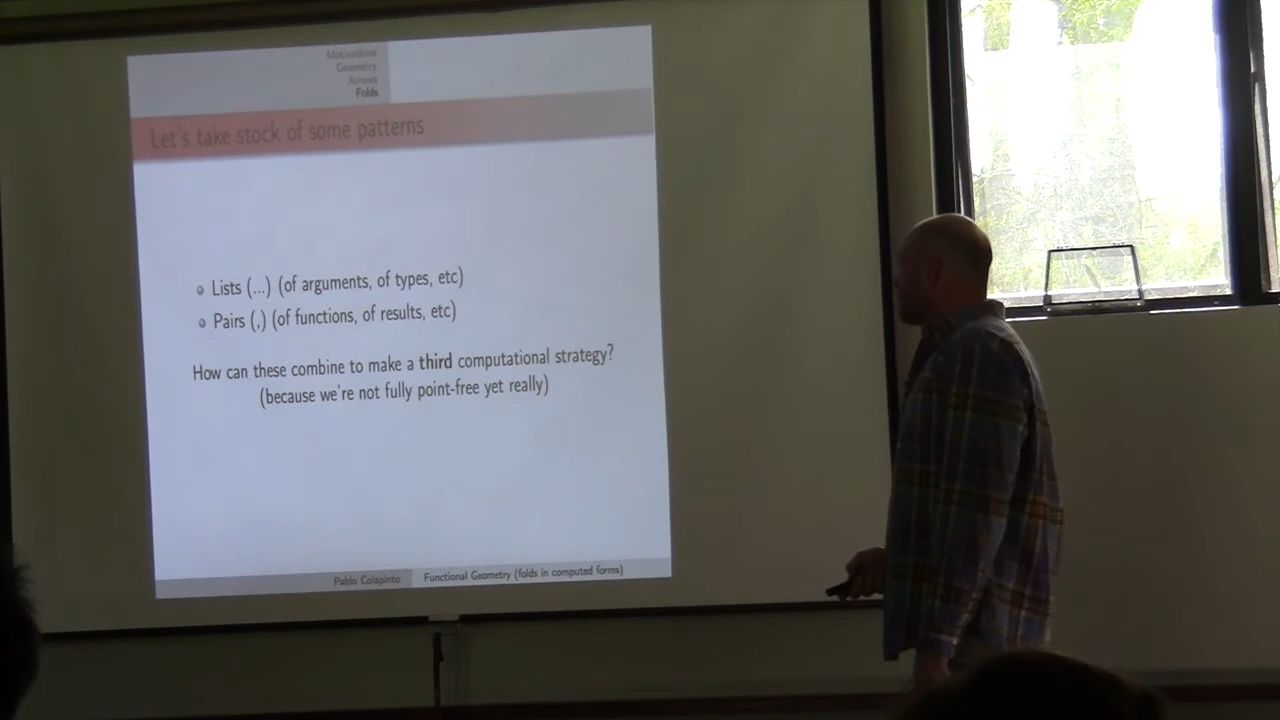 Motivations
Geometry
Arrows
Folds
Let's take stock of some patterns
Lists (...) (of arguments, of types, etc)
Pairs (,) (of functions, of results, etc)
How can these combine to make a third computational strategy?
(because we're not fully point-free yet really)
Pablo Colapinto
Functional Geometry (folds in computed forms)